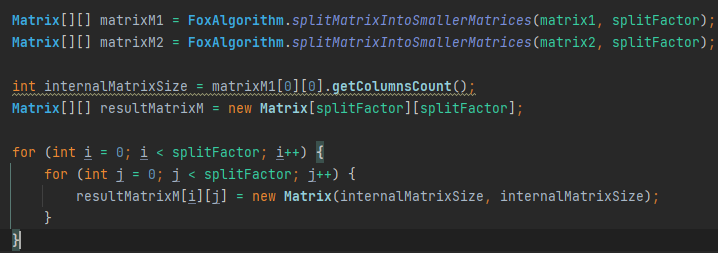 Matrix[][] matrixM1 = FoxAlgorithm.splitMatrixIntoSmallerMatrices(matrix1, splitFactor);
Matrix[][] matrixM2 = FoxAlgorithm.splitMatrixIntoSmallerMatrices(matrix2, splitFactor);
int internalMatrixSize = matrixM1[0][0].getColumnsCount();
Matrix[][] resultMatrixM = new Matrix[splitFactor][splitFactor];
for (int i = 0; i < splitFactor; i++) {
    for (int j = 0; j < splitFactor; j++) {
        resultMatrixM[i][j] = new Matrix(internalMatrixSize, internalMatrixSize);
    }
}